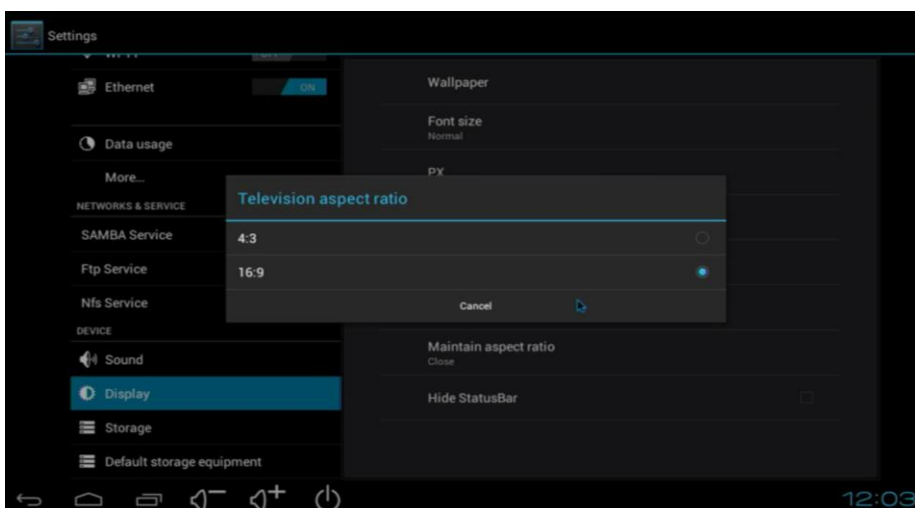 Settings
Ethernet
ON
Data usage
More...
NETWORKS & SERVICE
SAMBA Service
Ftp Service
Nfs Service
DEVICE
Sound
Display
Storage
Default storage equipment
Wallpaper
Font size
Normal
PX
Television aspect ratio
4:3
16:9
Cancel
Maintain aspect ratio
Close
Hide StatusBar
12:03